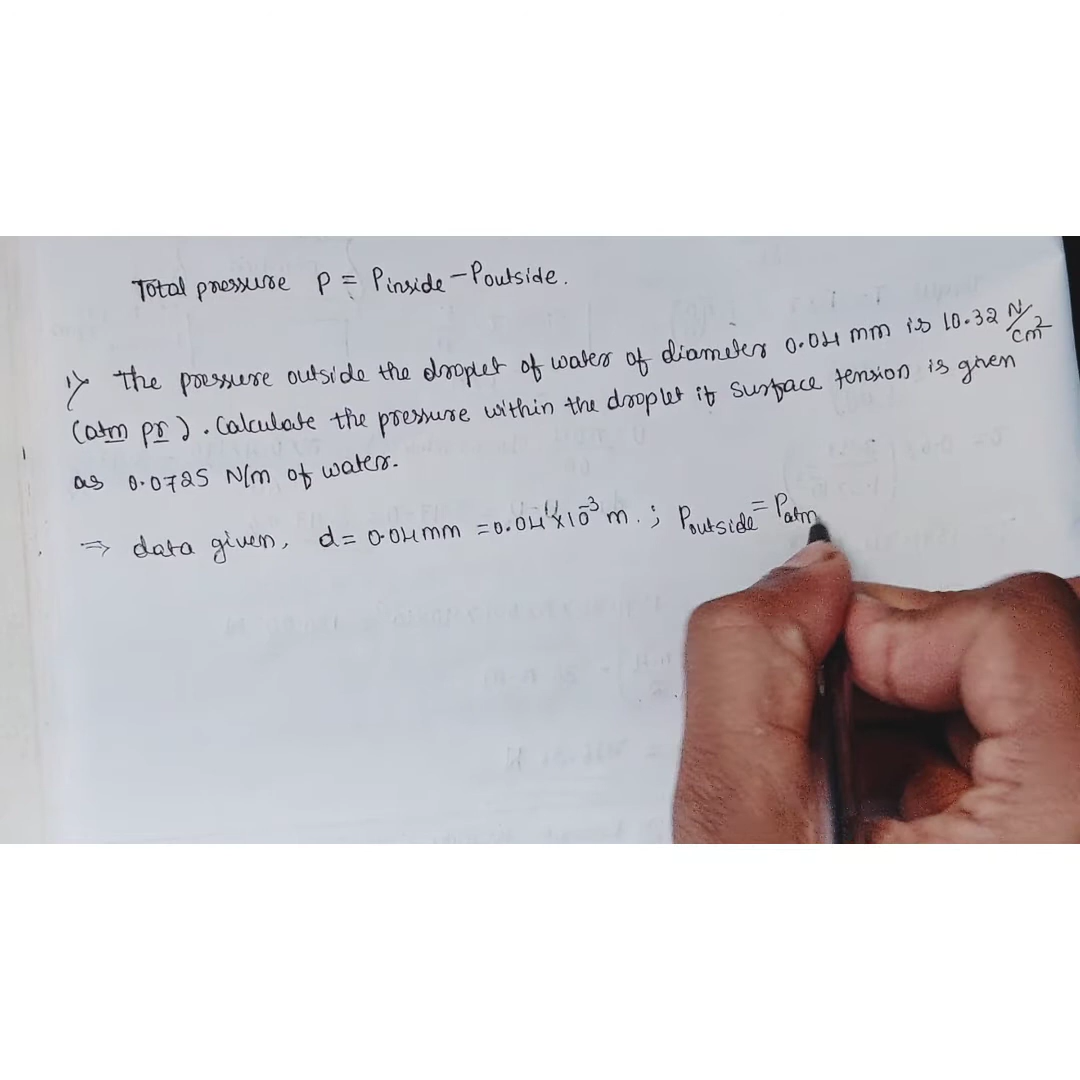 Total pressure P = Pinside - Poutside.
1) The pressure outside the droplet of water of diameter 0.04 mm is 10.32 N/cm²
(atm pr). Calculate the pressure within the droplet if surface tension is given
as 0.0725 N/m of water.
⇒ data given, d = 0.04 mm = 0.04 × 10⁻³ m. ; Poutside = Patm